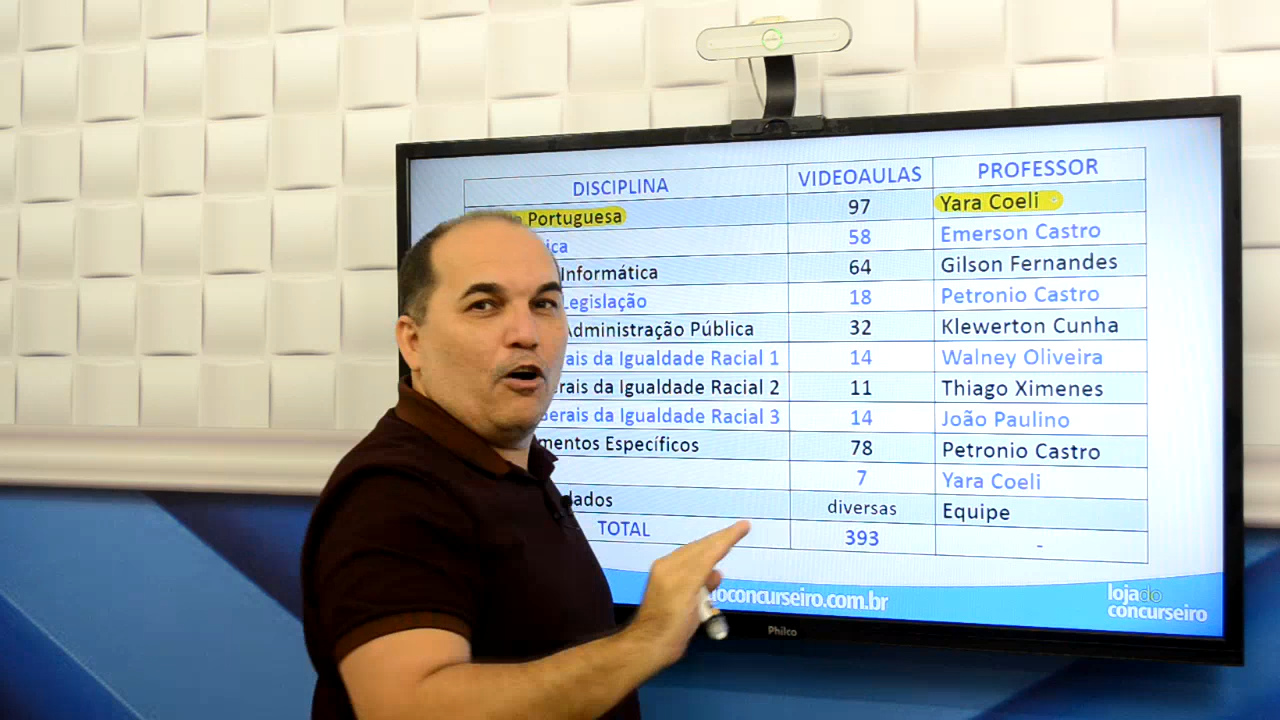 DISCIPLINA VIDEOAULAS PROFESSOR
Portuguesa 97 Yara Coeli
58 Emerson Castro
Informática 64 Gilson Fernandes
Legislação 18 Petronio Castro
Administração Pública 32 Klewerton Cunha
da Igualdade Racial 1 14 Walney Oliveira
da Igualdade Racial 2 11 Thiago Ximenes
Gerais da Igualdade Racial 3 14 João Paulino
Específicos 78 Petronio Castro
7 Yara Coeli
diversas Equipe
TOTAL 393 -
doconcurseiro.com.br
lojado
concurseiro
Philco